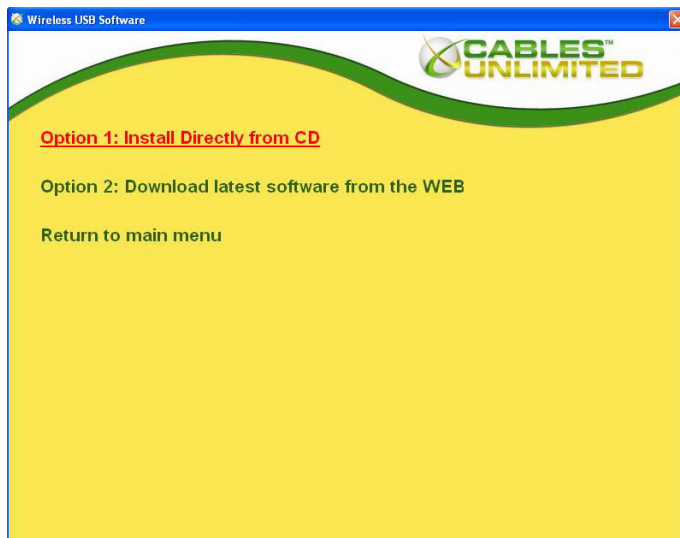 Wireless USB Software
CABLES™
UNLIMITED
Option 1: Install Directly from CD
Option 2: Download latest software from the WEB
Return to main menu